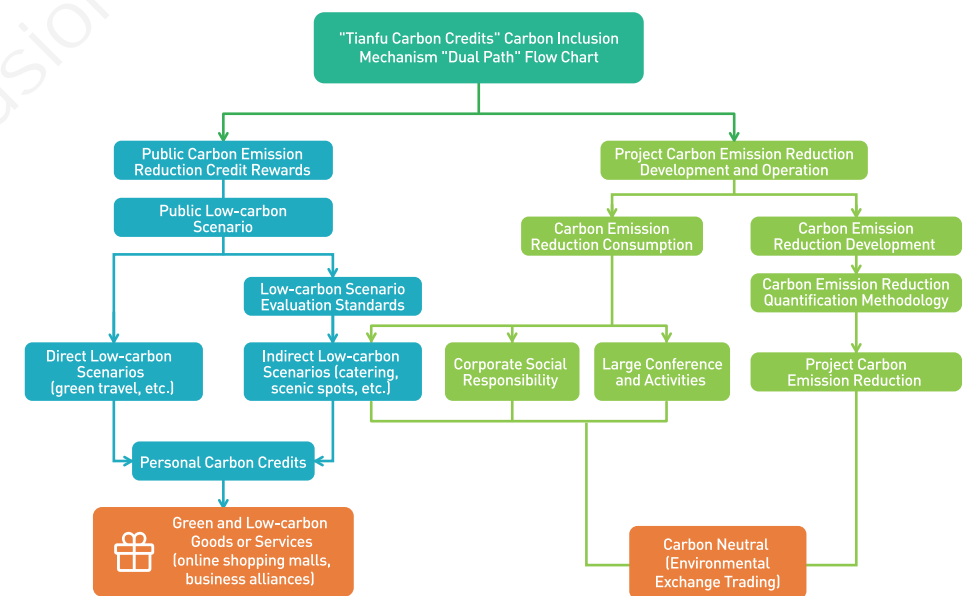 "Tianfu Carbon Credits" Carbon Inclusion
Mechanism "Dual Path" Flow Chart
Public Carbon Emission
Reduction Credit Rewards
Project Carbon Emission Reduction
Development and Operation
Public Low-carbon
Scenario
Carbon Emission
Reduction Consumption
Carbon Emission
Reduction Development
Low-carbon Scenario
Evaluation Standards
Carbon Emission Reduction
Quantification Methodology
Direct Low-carbon
Scenarios
(green travel, etc.)
Indirect Low-carbon
Scenarios (catering,
scenic spots, etc.)
Corporate Social
Responsibility
Large Conference
and Activities
Project Carbon
Emission Reduction
Personal Carbon Credits
Green and Low-carbon
Goods or Services
(online shopping malls,
business alliances)
Carbon Neutral
(Environmental
Exchange Trading)